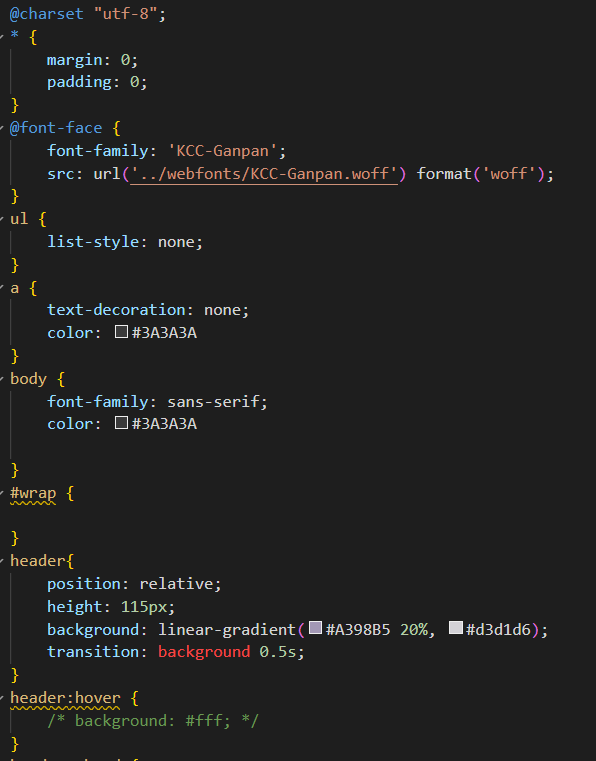 @charset "utf-8";
* {
margin: 0;
padding: 0;
}
@font-face {
font-family: 'KCC-Ganpan';
src: url('../webfonts/KCC-Ganpan.woff') format('woff');
}
ul {
list-style: none;
}
a {
text-decoration: none;
color: #3A3A3A
}
body {
font-family: sans-serif;
color: #3A3A3A
}
#wrap {
}
header{
position: relative;
height: 115px;
background: linear-gradient(#A398B5 20%, #d3d1d6);
transition: background 0.5s;
}
header:hover {
/* background: #fff; */
}